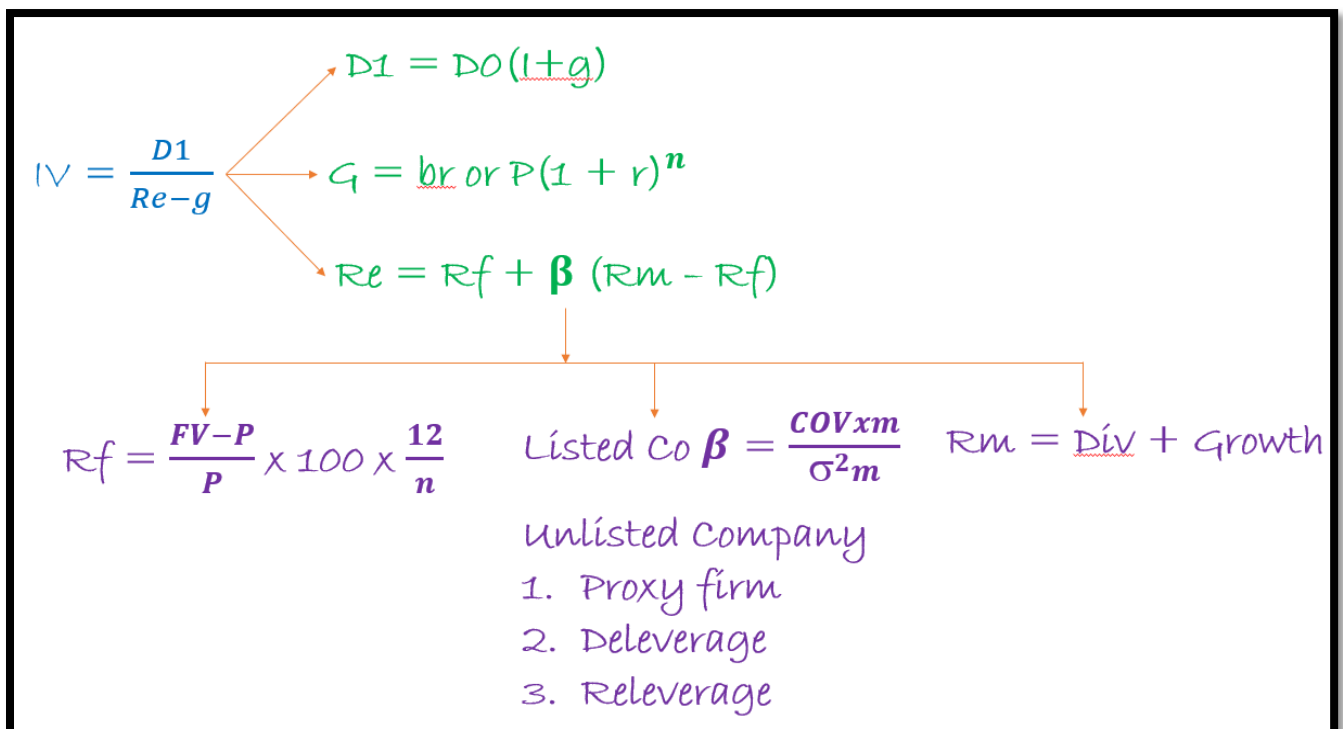 D1 = D0(1+g)
IV = D1/Re−g
G = br or P(1 + r)^n
Re = Rf + β (Rm – Rf)
Rf = FV−P/P x 100 x 12/n
Listed Co β = COVxm/σ²m
Rm = Div + Growth
Unlisted Company
1. Proxy firm
2. Deleverage
3. Releverage